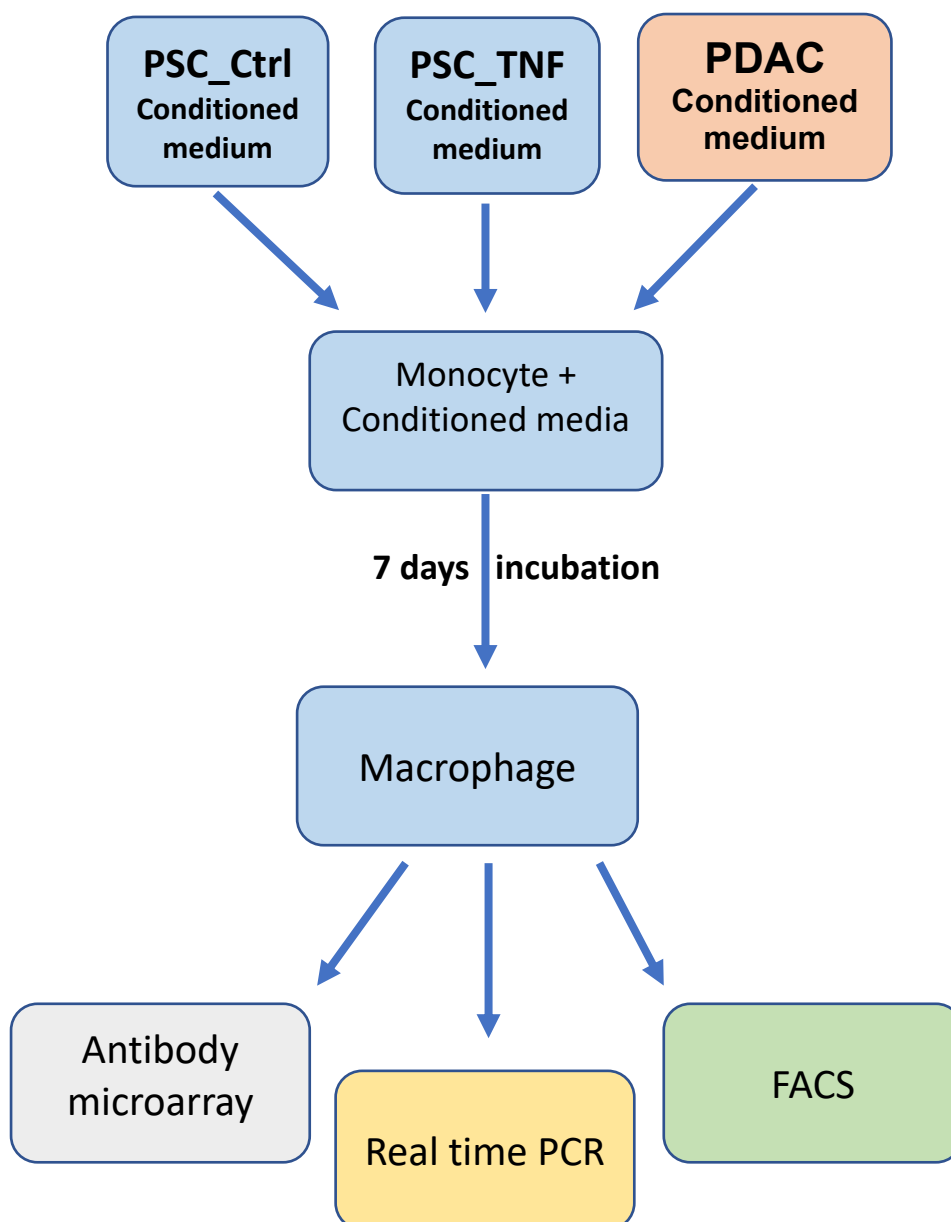 PSC_Ctrl
Conditioned
medium
PSC_TNF
Conditioned
medium
PDAC
Conditioned
medium
Monocyte +
Conditioned media
7 days incubation
Macrophage
Antibody
microarray
Real time PCR
FACS